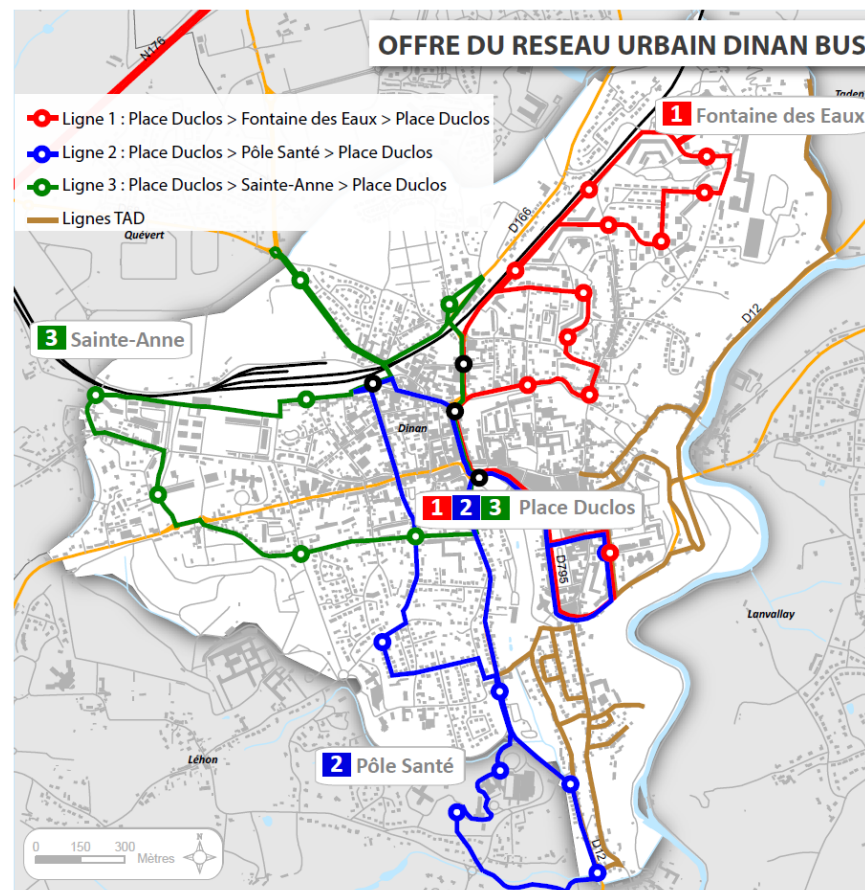 OFFRE DU RESEAU URBAIN DINAN BUS
N176
Taden
Ligne 1 : Place Duclos > Fontaine des Eaux > Place Duclos
1 Fontaine des Eaux
Ligne 2 : Place Duclos > Pôle Santé > Place Duclos
Ligne 3 : Place Duclos > Sainte-Anne > Place Duclos
Lignes TAD
D166
Quévert
D12
3 Sainte-Anne
Dinan
1 2 3 Place Duclos
D795
Lanvallay
Léhon
2 Pôle Santé
N
0 150 300
Mètres
D12